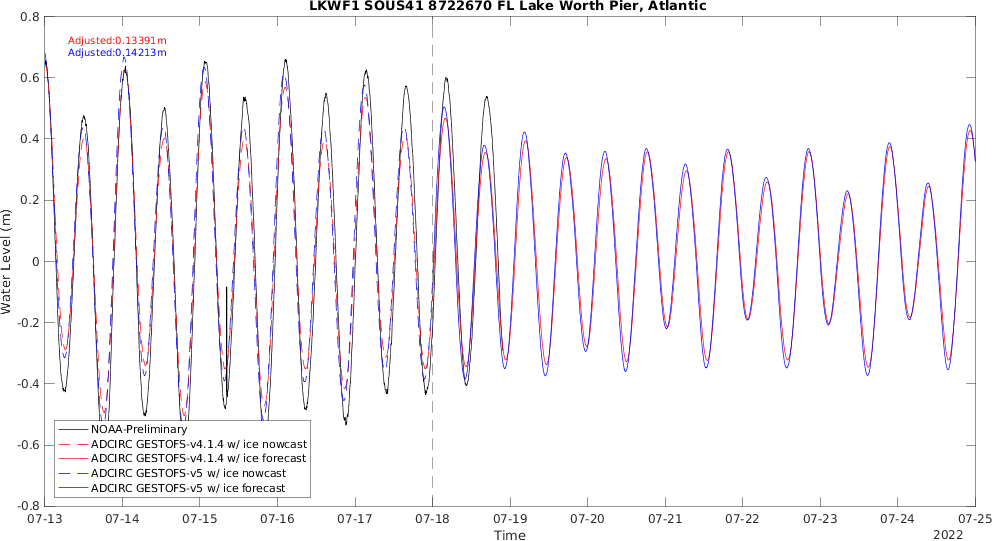 LKWF1 SOUS41 8722670 FL Lake Worth Pier, Atlantic
Adjusted:0.13391m
Adjusted:0.14213m
0.8
0.6
0.4
0.2
0
-0.2
-0.4
-0.6
-0.8
Water Level (m)
NOAA-Preliminary
ADCIRC GESTOFS-v4.1.4 w/ ice nowcast
ADCIRC GESTOFS-v4.1.4 w/ ice forecast
ADCIRC GESTOFS-v5 w/ ice nowcast
ADCIRC GESTOFS-v5 w/ ice forecast
07-13 07-14 07-15 07-16 07-17 07-18 07-19 07-20 07-21 07-22 07-23 07-24 07-25
Time
2022